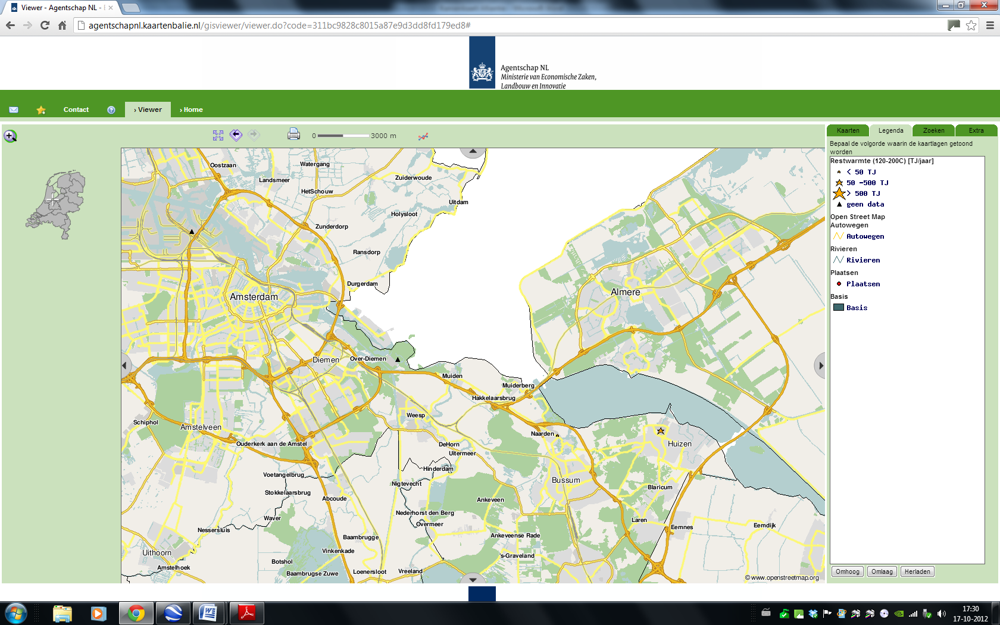 Viewer - Agentschap NL -
agentschapnl.kaartenbalie.nl/gisviewer/viewer.do?code=311bc9828c8015a87e9d3dd8fd179ed8#
Agentschap NL
Ministerie van Economische Zaken,
Landbouw en Innovatie
Contact
› Viewer
› Home
0
3000 m
Kaarten
Legenda
Zoeken
Extra
Bepaal de volgorde waarin de kaartlagen getoond
worden
Restwarmte (120-200C) [TJ/jaar]
< 50 TJ
50 -500 TJ
> 500 TJ
geen data
Open Street Map
Autowegen
Autowegen
Rivieren
Rivieren
Plaatsen
Plaatsen
Basis
Basis
Omhoog
Omlaag
Herladen
Oostzaan
Watergang
Landsmeer
Zuiderwoude
HetSchouw
Uitdam
Holysloot
Zunderdorp
Ransdorp
Durgerdam
Amsterdam
Almere
Diemen
Over-Diemen
Muiden
Muiderberg
Hakkelaarsbrug
Weesp
Schiphol
Amstelveen
Naarden
Ouderkerk aan de Amstel
DeHorn
Huizen
Uitermeer
Hinderdam
Voetangelbrug
Bussum
Nigtevecht
Blaricum
Stokkelaarsbrug
Abcoude
Ankeveen
Nederhorst den Berg
Waver
Laren
Overmeer
Eemnes
Eemdijk
Nessersluis
Ankeveense Rade
Baambrugge
Vinkenkade
Uithoorn
's-Graveland
Botshol
Amstelhoek
Baambrugse Zuwe
Loenersloot
Vreeland
© www.openstreetmap.org
17:30
17-10-2012